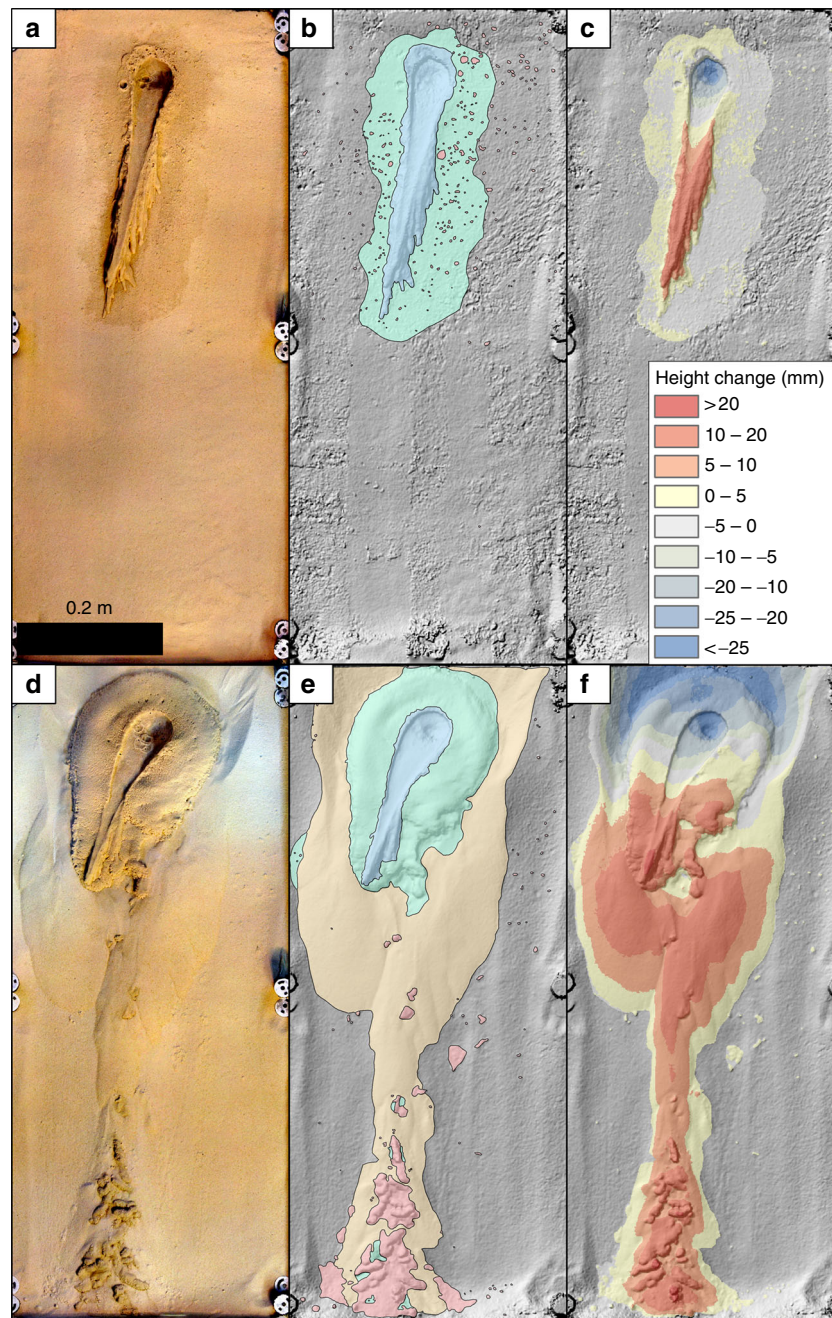 a
b
c
Height change (mm)
>20
10 – 20
5 – 10
0 – 5
–5 – 0
–10 – –5
–20 – –10
–25 – –20
<–25
0.2 m
d
e
f